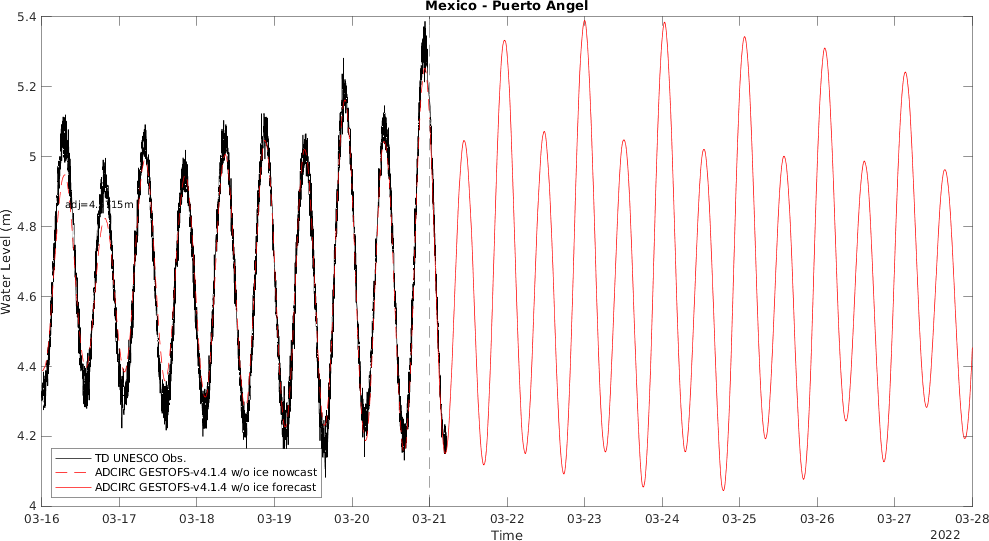 Mexico - Puerto Angel
5.4
5.2
5
4.8
4.6
4.4
4.2
4
Water Level (m)
TD UNESCO Obs.
ADCIRC GESTOFS-v4.1.4 w/o ice nowcast
ADCIRC GESTOFS-v4.1.4 w/o ice forecast
03-16 03-17 03-18 03-19 03-20 03-21 03-22 03-23 03-24 03-25 03-26 03-27 03-28
Time
2022